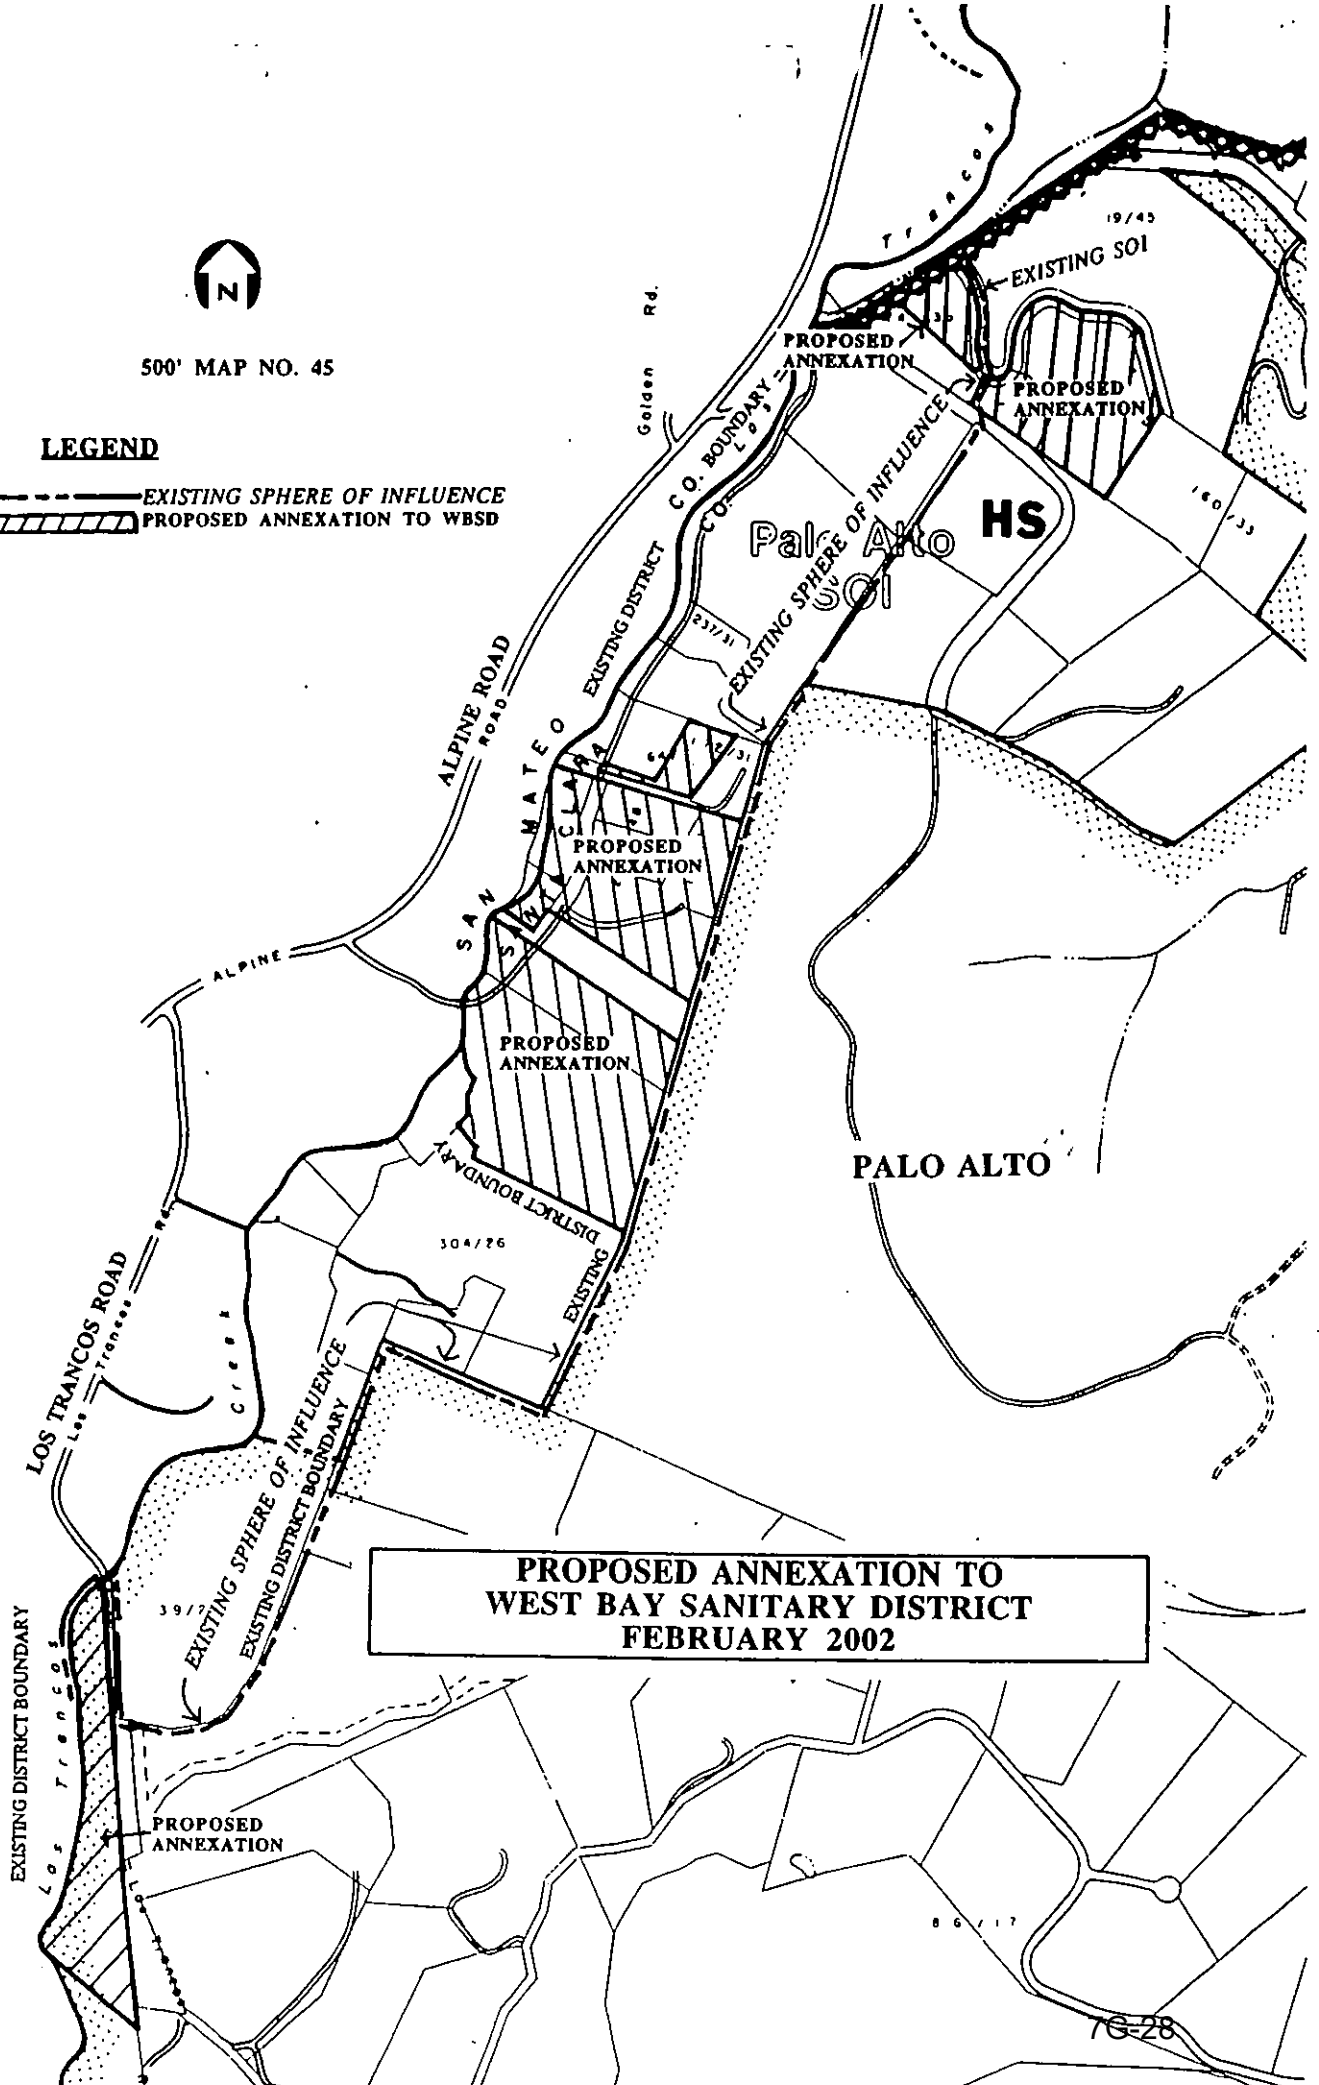 TRANCOS
19/45
EXISTING SOI
N
500' MAP NO. 45
Golden Rd.
PROPOSED
ANNEXATION
PROPOSED
ANNEXATION
LEGEND
EXISTING SPHERE OF INFLUENCE
PROPOSED ANNEXATION TO WBSD
CO. BOUNDARY
LOS
CO.
EXISTING DISTRICT
EXISTING SPHERE OF INFLUENCE
Palo Alto
SOI
HS
160/33
237/31
ALPINE ROAD
ROAD
SAN MATEO
SANTA CLARA
PROPOSED
ANNEXATION
ALPINE
PROPOSED
ANNEXATION
PALO ALTO
DISTRICT BOUNDARY
EXISTING
304/26
LOS TRANCOS ROAD
Los Trancos Rd.
Creek
EXISTING SPHERE OF INFLUENCE
EXISTING DISTRICT BOUNDARY
PROPOSED ANNEXATION TO
WEST BAY SANITARY DISTRICT
FEBRUARY 2002
EXISTING DISTRICT BOUNDARY
Los Trancos
PROPOSED
ANNEXATION
86/17
7G-28